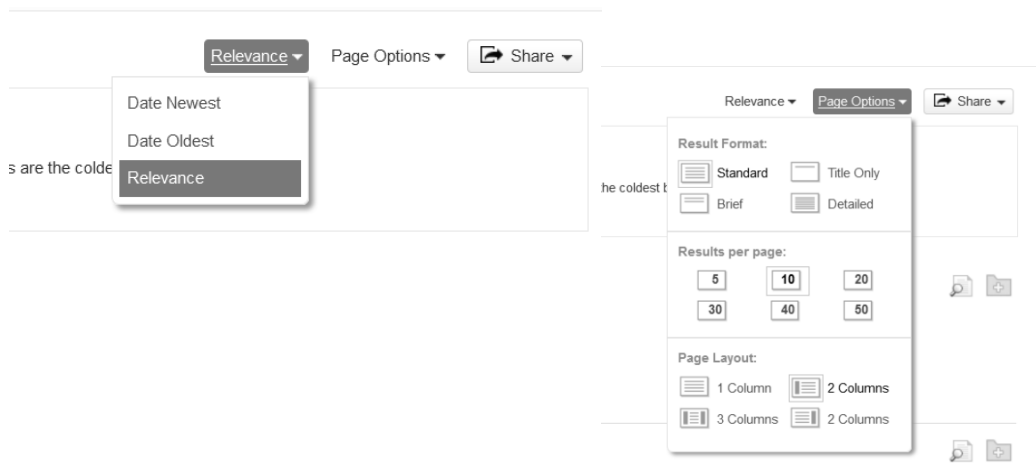 Relevance Page Options Share
Date Newest
Date Oldest
Relevance
s are the colde
Relevance Page Options Share
Result Format:
Standard Title Only
Brief Detailed
he coldest b
Results per page:
5 10 20
30 40 50
Page Layout:
1 Column 2 Columns
3 Columns 2 Columns